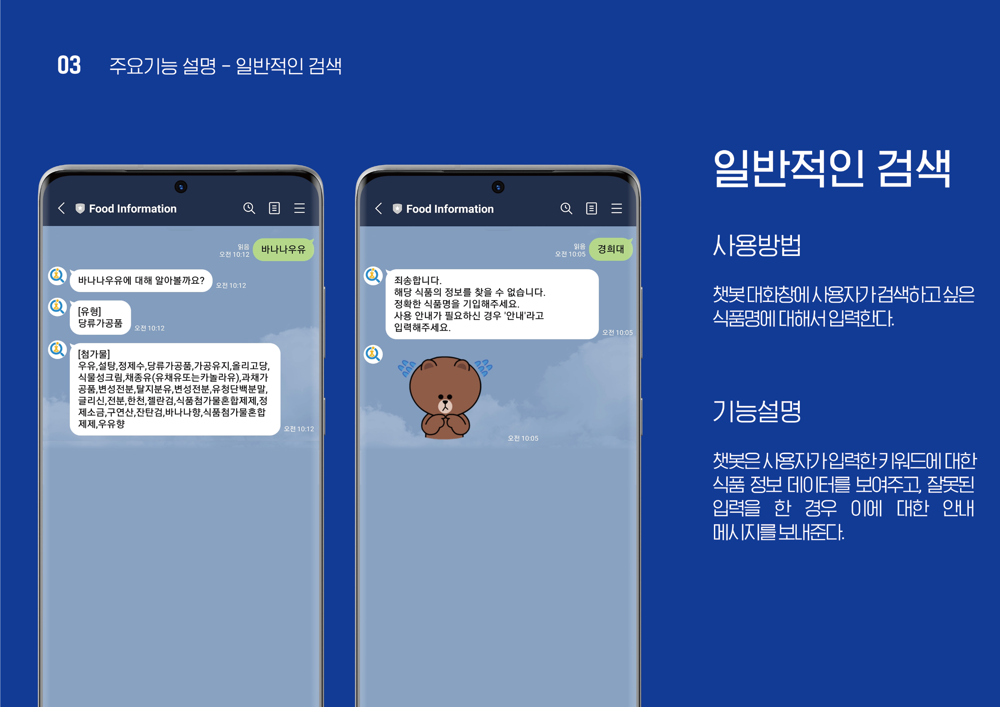 03 주요기능 설명 - 일반적인 검색
Food Information
읽음
오전 10:12
바나나우유
바나나우유에 대해 알아볼까요?
오전 10:12
[유형]
당류가공품
오전 10:12
[첨가물]
우유,설탕,정제수,당류가공품,가공유지,올리고당,
식물성크림,채종유(유채유또는카놀라유),과채가
공품,변성전분,탈지분유,변성전분,유청단백분말,
글리신,전분,한천,젤란검,식품첨가물혼합제제,정
제소금,구연산,잔탄검,바나나향,식품첨가물혼합
제제,우유향
오전 10:12
Food Information
읽음
오전 10:05
경희대
죄송합니다.
해당 식품의 정보를 찾을 수 없습니다.
정확한 식품명을 기입해주세요.
사용 안내가 필요하신 경우 '안내'라고
입력해주세요.
오전 10:05
오전 10:05
일반적인 검색
사용방법
챗봇 대화창에 사용자가 검색하고 싶은
식품명에 대해서 입력한다.
기능설명
챗봇은 사용자가 입력한 키워드에 대한
식품 정보 데이터를 보여주고, 잘못된
입력을 한 경우 이에 대한 안내
메시지를 보내준다.